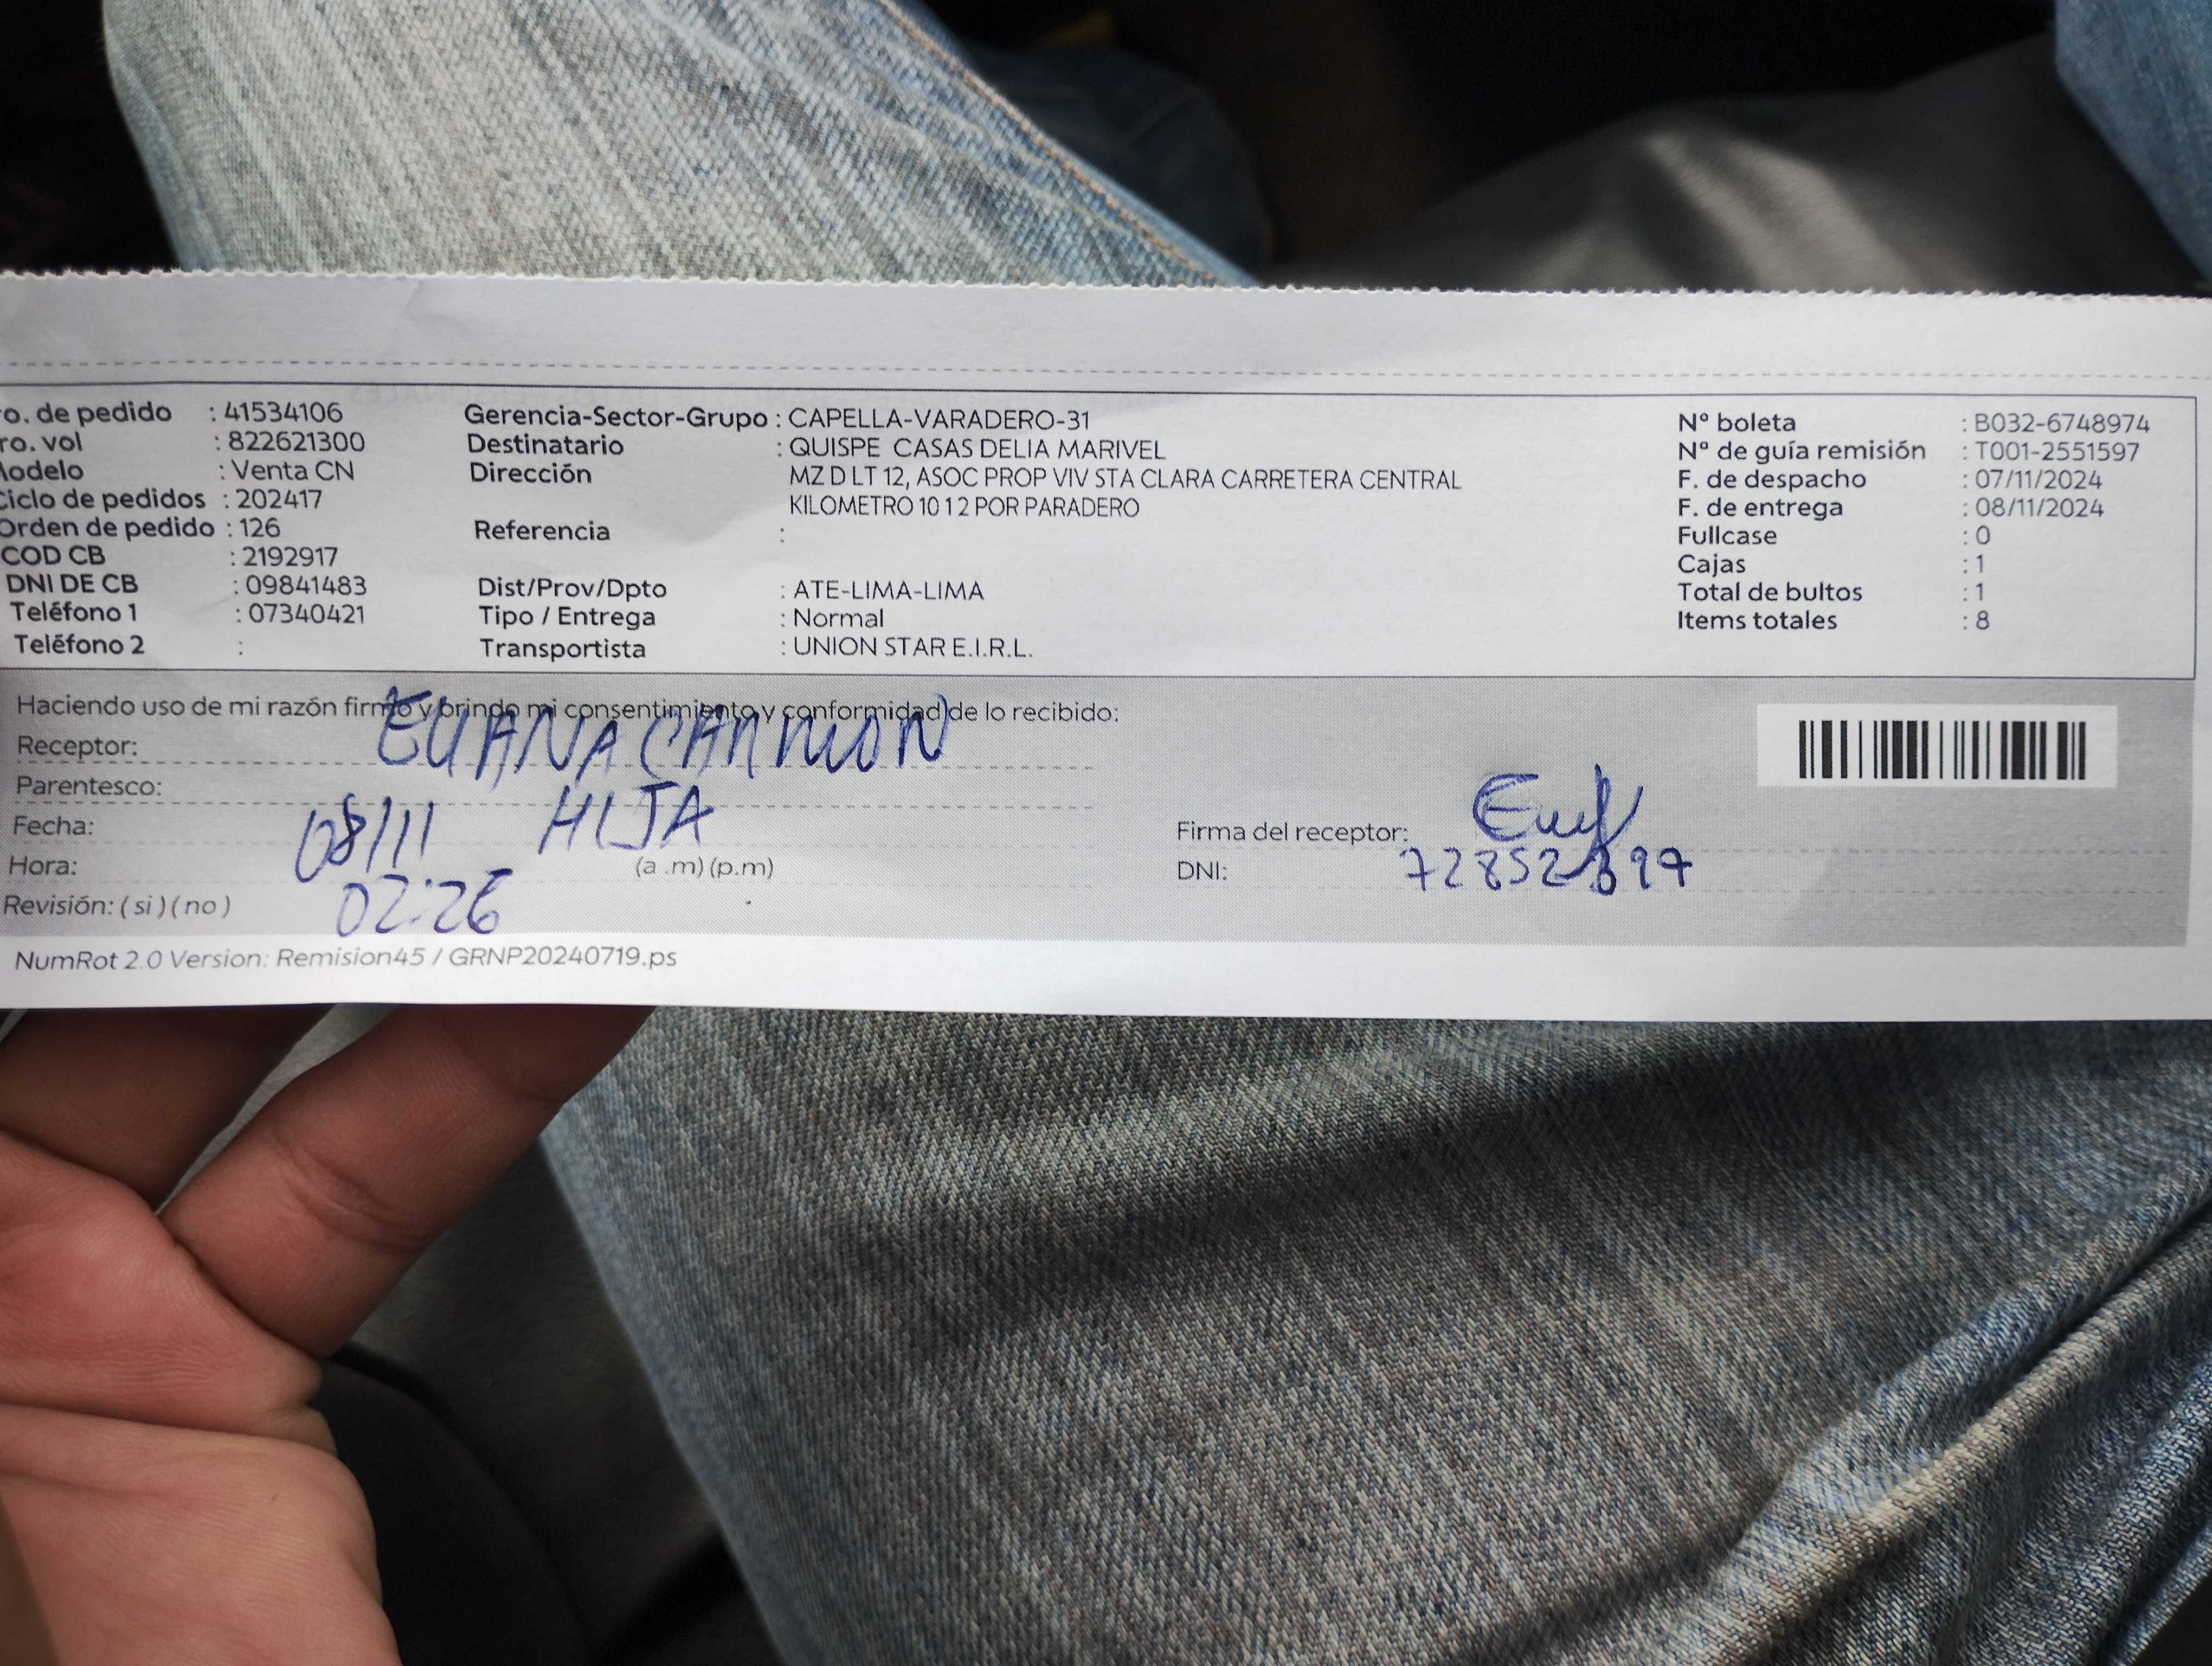 ro. de pedido : 41534106
ro. vol : 822621300
Modelo : Venta CN
Ciclo de pedidos : 202417
Orden de pedido : 126
COD CB : 2192917
DNI DE CB : 09841483
Teléfono 1 : 07340421
Teléfono 2 :
Gerencia-Sector-Grupo : CAPELLA-VARADERO-31
Destinatario : QUISPE CASAS DELIA MARIVEL
Dirección MZ D LT 12, ASOC PROP VIV STA CLARA CARRETERA CENTRAL
KILOMETRO 10 1 2 POR PARADERO
Referencia :
Dist/Prov/Dpto : ATE-LIMA-LIMA
Tipo / Entrega : Normal
Transportista : UNION STAR E.I.R.L.
Nº boleta : B032-6748974
Nº de guía remisión : T001-2551597
F. de despacho : 07/11/2024
F. de entrega : 08/11/2024
Fullcase : 0
Cajas : 1
Total de bultos : 1
Items totales : 8
Haciendo uso de mi razón firmo y brindo mi consentimiento y conformidad de lo recibido:
Receptor:
Parentesco: HIJA
Fecha: 08/11
Hora: 02:26 (a .m) (p.m)
Revisión: ( si ) ( no )
Firma del receptor:
DNI:
NumRot 2.0 Version: Remision45 / GRNP20240719.ps